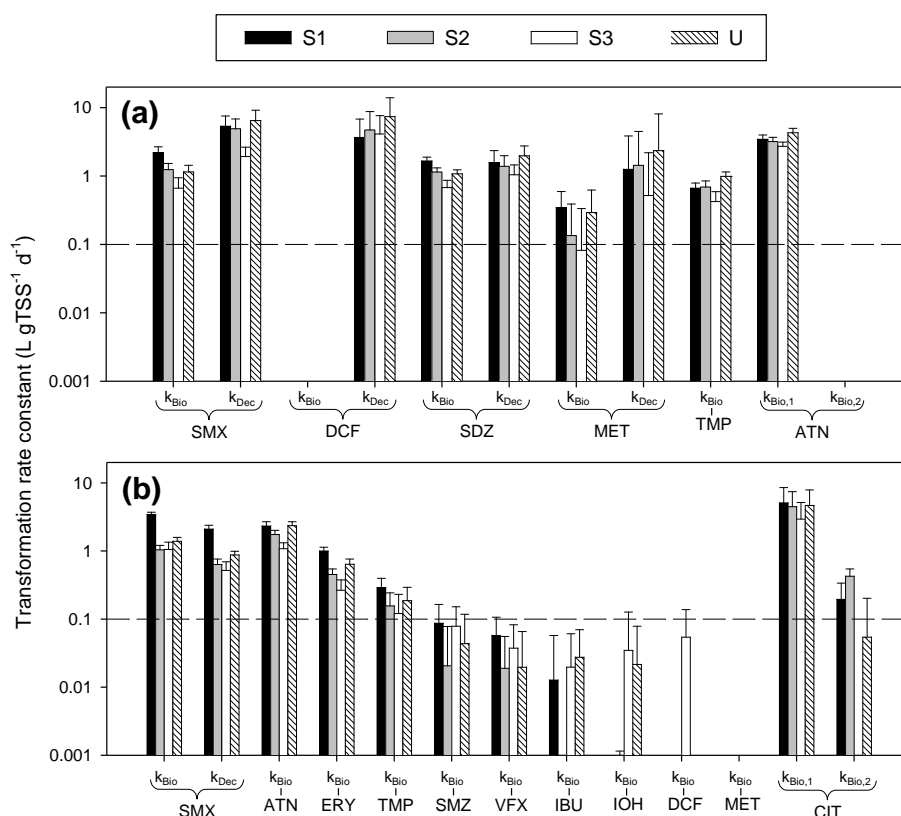 S1 S2 S3 U
(a)
10
1
0.1
0.01
0.001
k_Bio k_Dec k_Bio k_Dec k_Bio k_Dec k_Bio k_Dec k_Bio k_Bio,1 k_Bio,2
SMX DCF SDZ MET TMP ATN
Transformation rate constant (L gTSS⁻¹ d⁻¹)
(b)
10
1
0.1
0.01
0.001
k_Bio k_Dec k_Bio k_Bio k_Bio k_Bio k_Bio k_Bio k_Bio k_Bio k_Bio k_Bio,1 k_Bio,2
SMX ATN ERY TMP SMZ VFX IBU IOH DCF MET CIT